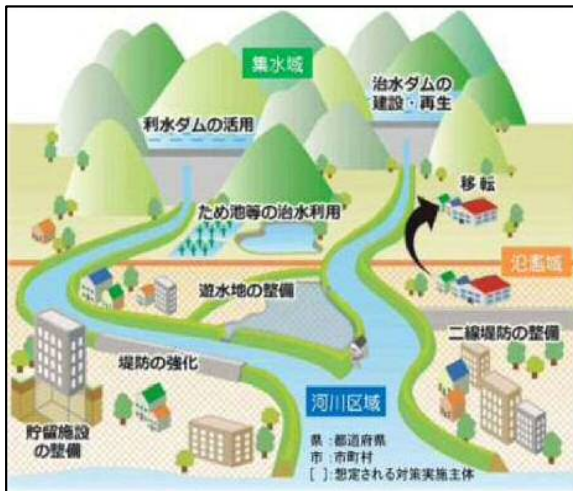 集水域
治水ダムの
建設・再生
利水ダムの活用
移転
ため池等の治水利用
氾濫域
遊水地の整備
二線堤防の整備
堤防の強化
河川区域
貯留施設
の整備
県:都道府県
市:市町村
[ ]:想定される対策実施主体